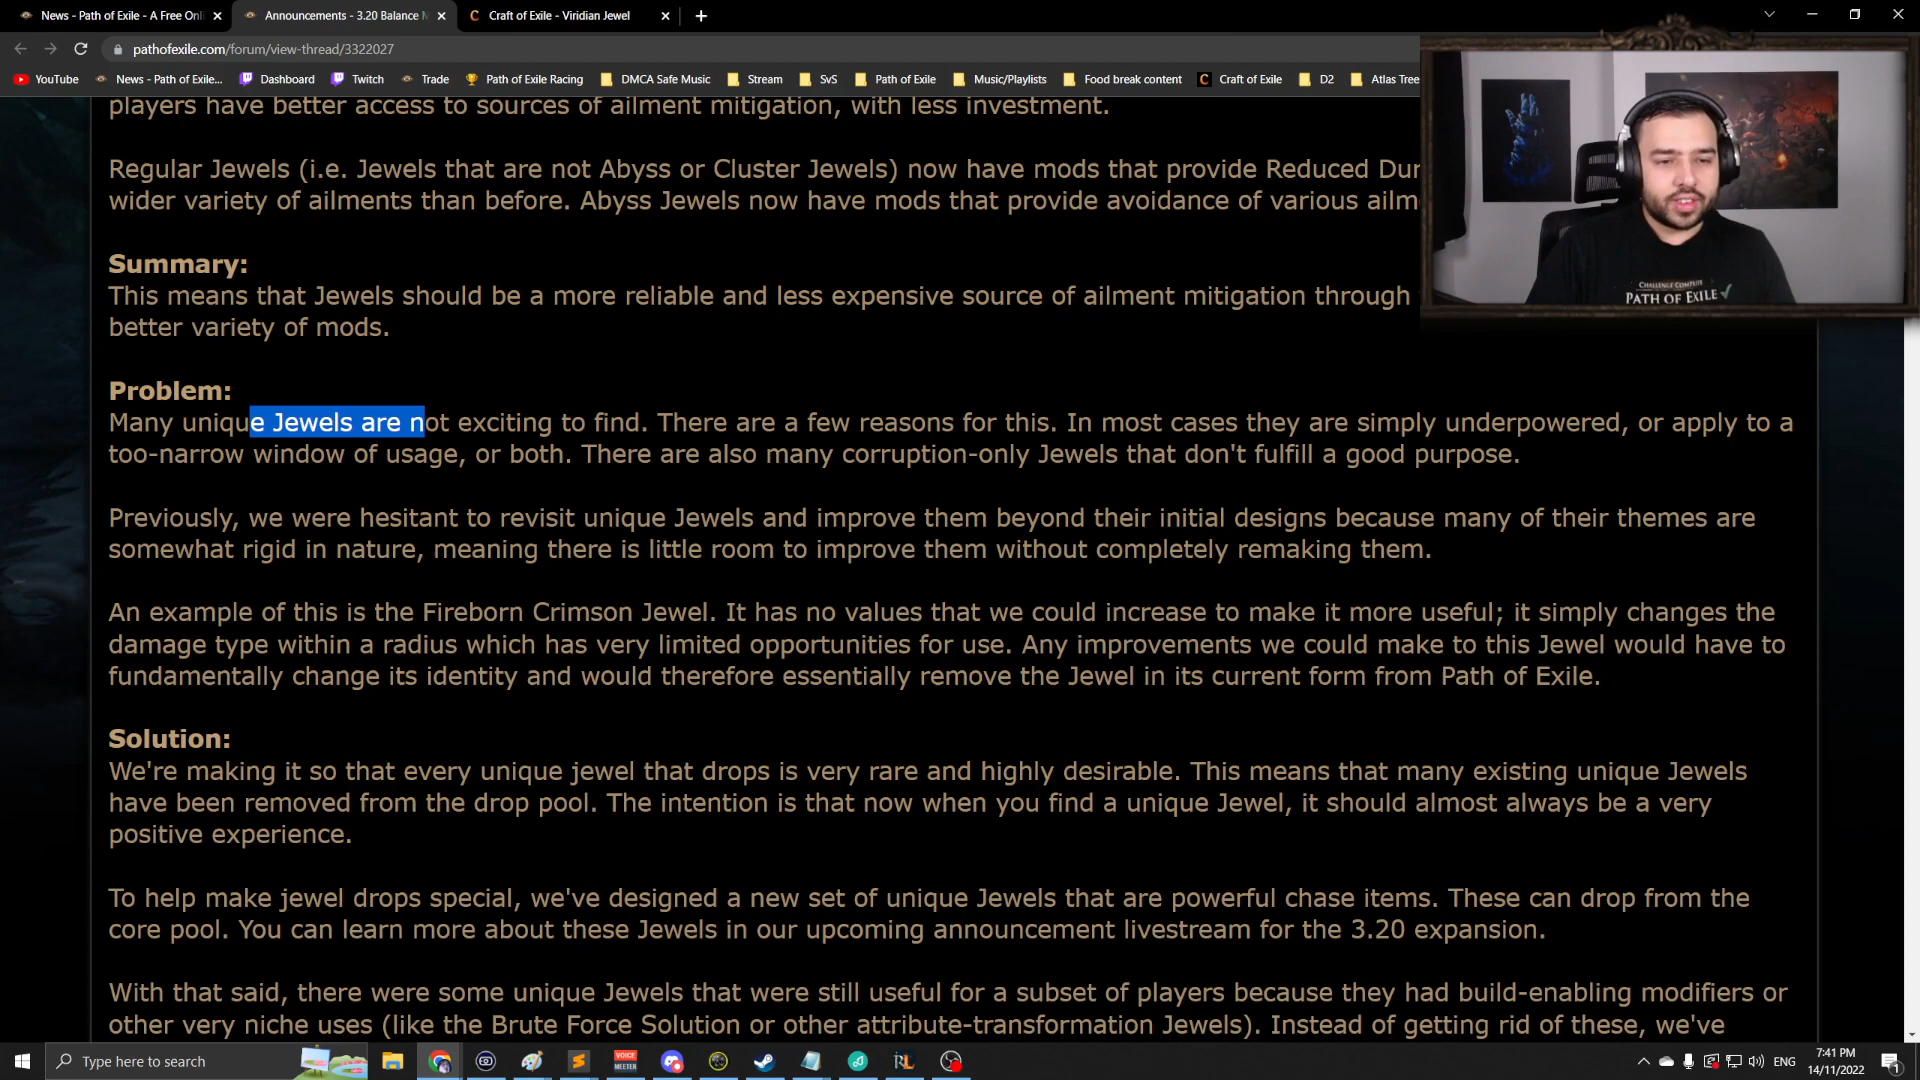 News - Path of Exile - A Free Onli
Announcements - 3.20 Balance M
Craft of Exile - Viridian Jewel
pathofexile.com/forum/view-thread/3322027
YouTube
News - Path of Exile...
Dashboard
Twitch
Trade
Path of Exile Racing
DMCA Safe Music
Stream
SvS
Path of Exile
Music/Playlists
Food break content
Craft of Exile
D2
Atlas Tree
players have better access to sources of ailment mitigation, with less investment.
Regular Jewels (i.e. Jewels that are not Abyss or Cluster Jewels) now have mods that provide Reduced Dur
wider variety of ailments than before. Abyss Jewels now have mods that provide avoidance of various ailm
Summary:
This means that Jewels should be a more reliable and less expensive source of ailment mitigation through
better variety of mods.
Problem:
Many unique Jewels are not exciting to find. There are a few reasons for this. In most cases they are simply underpowered, or apply to a
too-narrow window of usage, or both. There are also many corruption-only Jewels that don't fulfill a good purpose.
Previously, we were hesitant to revisit unique Jewels and improve them beyond their initial designs because many of their themes are
somewhat rigid in nature, meaning there is little room to improve them without completely remaking them.
An example of this is the Fireborn Crimson Jewel. It has no values that we could increase to make it more useful; it simply changes the
damage type within a radius which has very limited opportunities for use. Any improvements we could make to this Jewel would have to
fundamentally change its identity and would therefore essentially remove the Jewel in its current form from Path of Exile.
Solution:
We're making it so that every unique jewel that drops is very rare and highly desirable. This means that many existing unique Jewels
have been removed from the drop pool. The intention is that now when you find a unique Jewel, it should almost always be a very
positive experience.
To help make jewel drops special, we've designed a new set of unique Jewels that are powerful chase items. These can drop from the
core pool. You can learn more about these Jewels in our upcoming announcement livestream for the 3.20 expansion.
With that said, there were some unique Jewels that were still useful for a subset of players because they had build-enabling modifiers or
other very niche uses (like the Brute Force Solution or other attribute-transformation Jewels). Instead of getting rid of these, we've
CHALLENGE COMPLETE
PATH OF EXILE
Type here to search
VOICE
MEETER
ENG
7:41 PM
14/11/2022
1